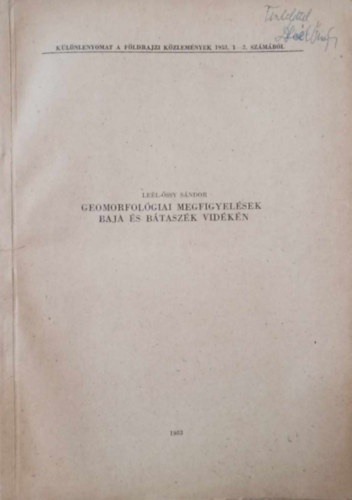 KÜLÖNLENYOMAT A FÖLDRAJZI KÖZLEMÉNYEK 1953. 1–2. SZÁMÁBÓL
LEÉL-ŐSSY SÁNDOR
GEOMORFOLÓGIAI MEGFIGYELÉSEK
BAJA ÉS BÁTASZÉK VIDÉKÉN
1953